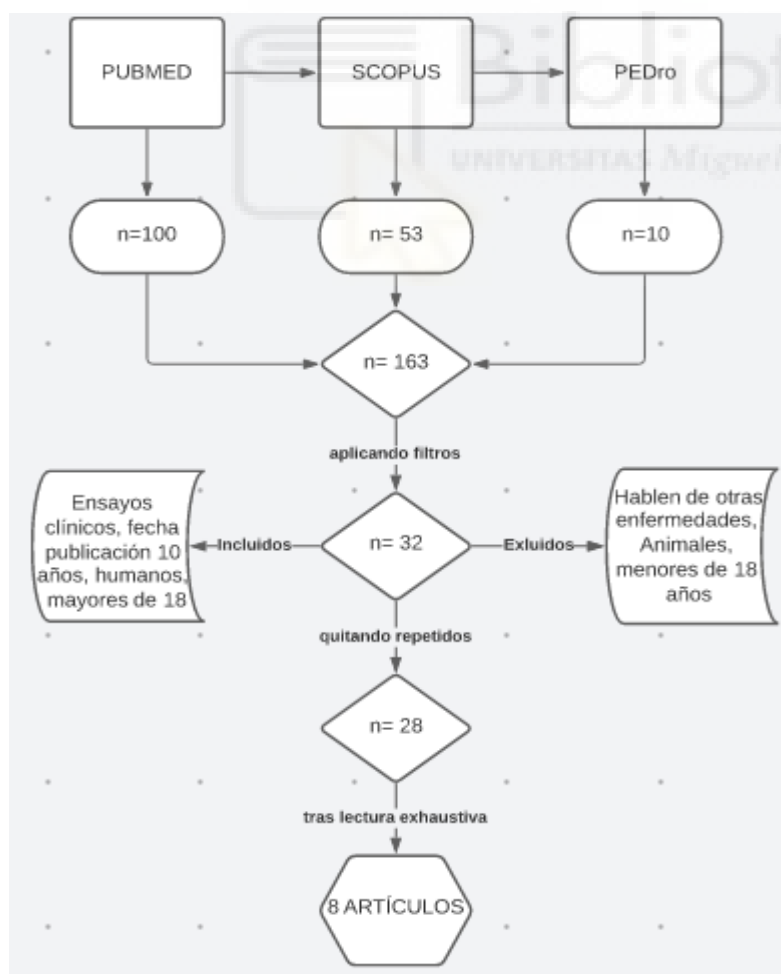 PUBMED
SCOPUS
PEDro
UNIVERSITAS Miguel
n=100
n= 53
n=10
n= 163
aplicando filtros
Ensayos
clínicos, fecha
publicación 10
años, humanos,
mayores de 18
Incluidos
n= 32
Exluidos
Hablen de otras
enfermedades,
Animales,
menores de 18
años
quitando repetidos
n= 28
tras lectura exhaustiva
8 ARTÍCULOS